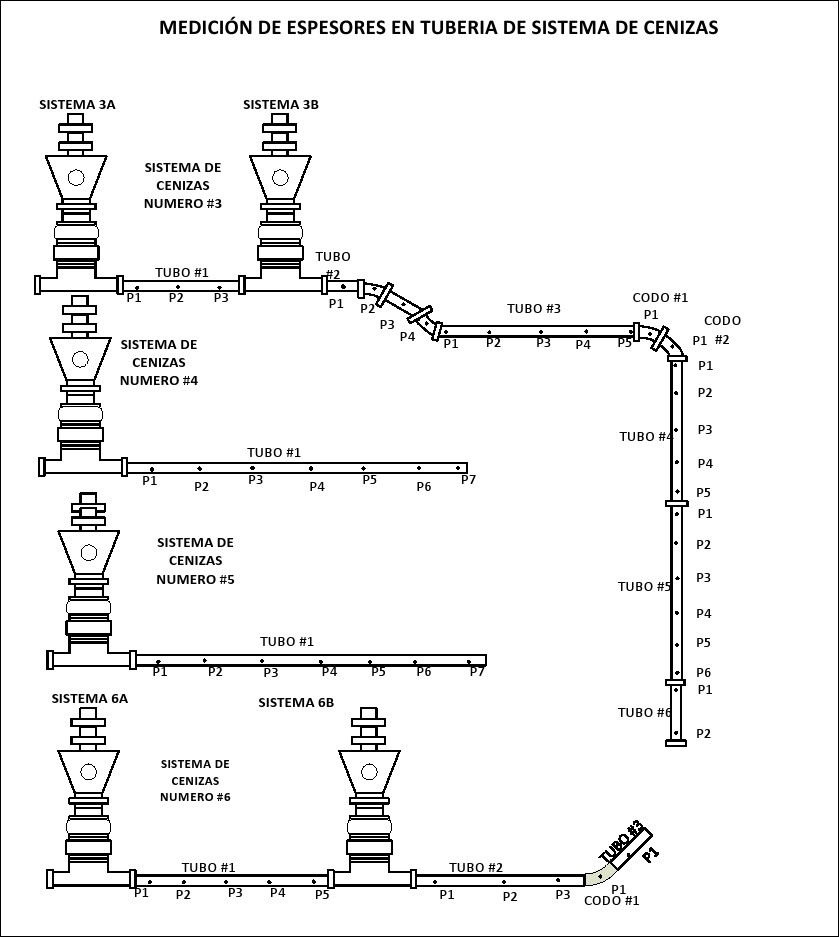 MEDICIÓN DE ESPESORES EN TUBERIA DE SISTEMA DE CENIZAS
SISTEMA 3A
SISTEMA 3B
SISTEMA DE
CENIZAS
NUMERO #3
TUBO #1
P1 P2 P3
TUBO
#2
P1 P2
P3
P4
TUBO #3
P1 P2 P3 P4 P5
CODO #1
P1
CODO
#2
P1
TUBO #4
P1
P2
P3
P4
P5
TUBO #5
P1
P2
P3
P4
P5
P6
TUBO #6
P1
P2
SISTEMA DE
CENIZAS
NUMERO #4
TUBO #1
P1 P2 P3 P4 P5 P6 P7
SISTEMA DE
CENIZAS
NUMERO #5
TUBO #1
P1 P2 P3 P4 P5 P6 P7
SISTEMA 6A
SISTEMA 6B
SISTEMA DE
CENIZAS
NUMERO #6
TUBO #1
P1 P2 P3 P4 P5
TUBO #2
P1 P2 P3
P1
CODO #1
TUBO #3
P1